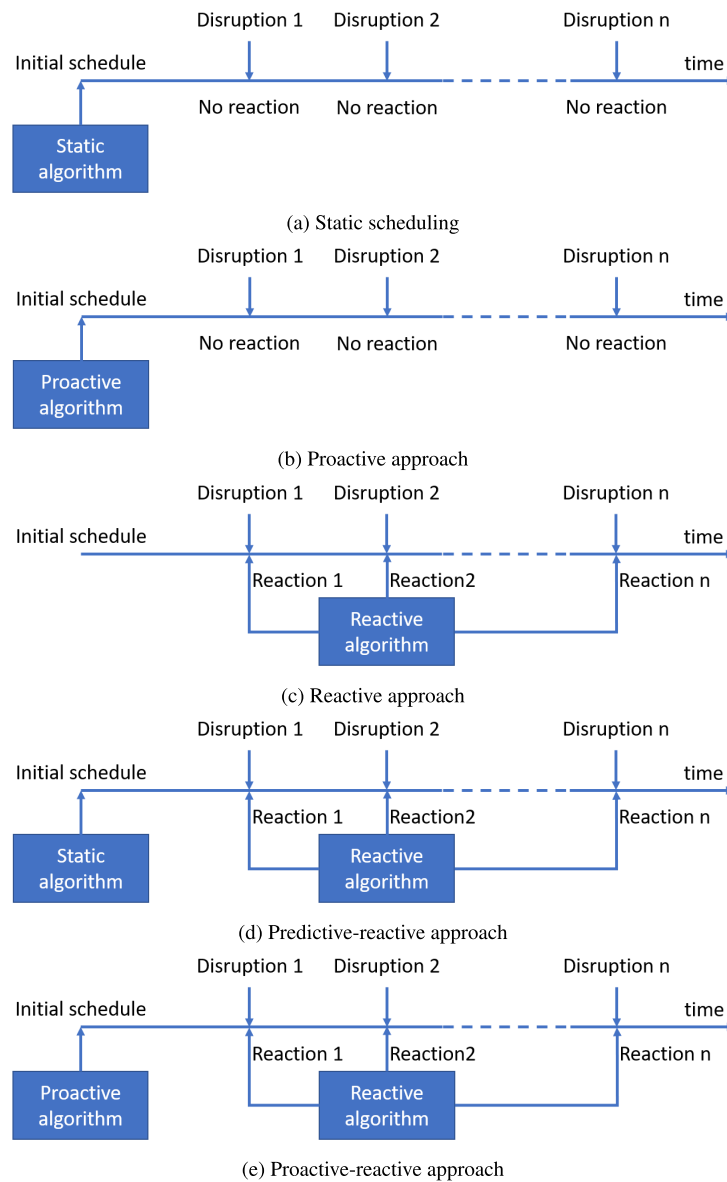 Disruption 1 Disruption 2 Disruption n
Initial schedule time
No reaction No reaction No reaction
Static
algorithm
(a) Static scheduling
Disruption 1 Disruption 2 Disruption n
Initial schedule time
No reaction No reaction No reaction
Proactive
algorithm
(b) Proactive approach
Disruption 1 Disruption 2 Disruption n
Initial schedule time
Reaction 1 Reaction2 Reaction n
Reactive
algorithm
(c) Reactive approach
Disruption 1 Disruption 2 Disruption n
Initial schedule time
Reaction 1 Reaction2 Reaction n
Static Reactive
algorithm algorithm
(d) Predictive-reactive approach
Disruption 1 Disruption 2 Disruption n
Initial schedule time
Reaction 1 Reaction2 Reaction n
Proactive Reactive
algorithm algorithm
(e) Proactive-reactive approach